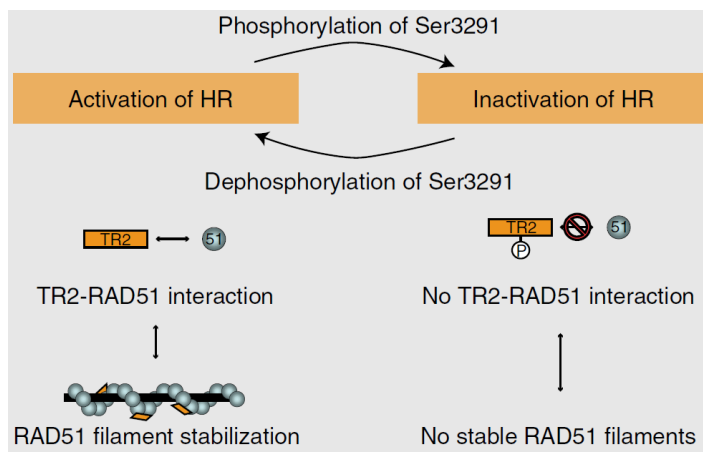 Phosphorylation of Ser3291
Activation of HR
Inactivation of HR
Dephosphorylation of Ser3291
TR2 51
TR2 51
P
TR2-RAD51 interaction
No TR2-RAD51 interaction
RAD51 filament stabilization
No stable RAD51 filaments